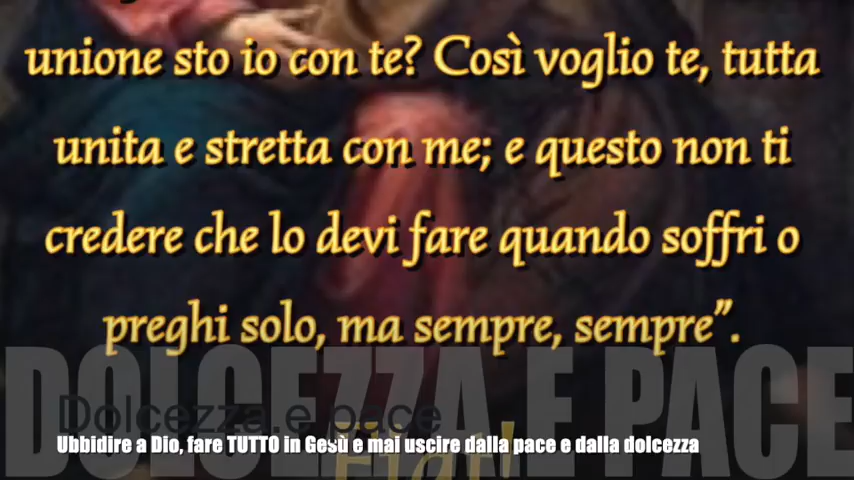 unione sto io con te? Così voglio te, tutta
unita e stretta con me; e questo non ti
credere che lo devi fare quando soffri o
preghi solo, ma sempre, sempre”.
DOLCEZZA E PACE
Dolcezza e pace
Ubbidire a Dio, fare TUTTO in Gesù e mai uscire dalla pace e dalla dolcezza
Fiat!